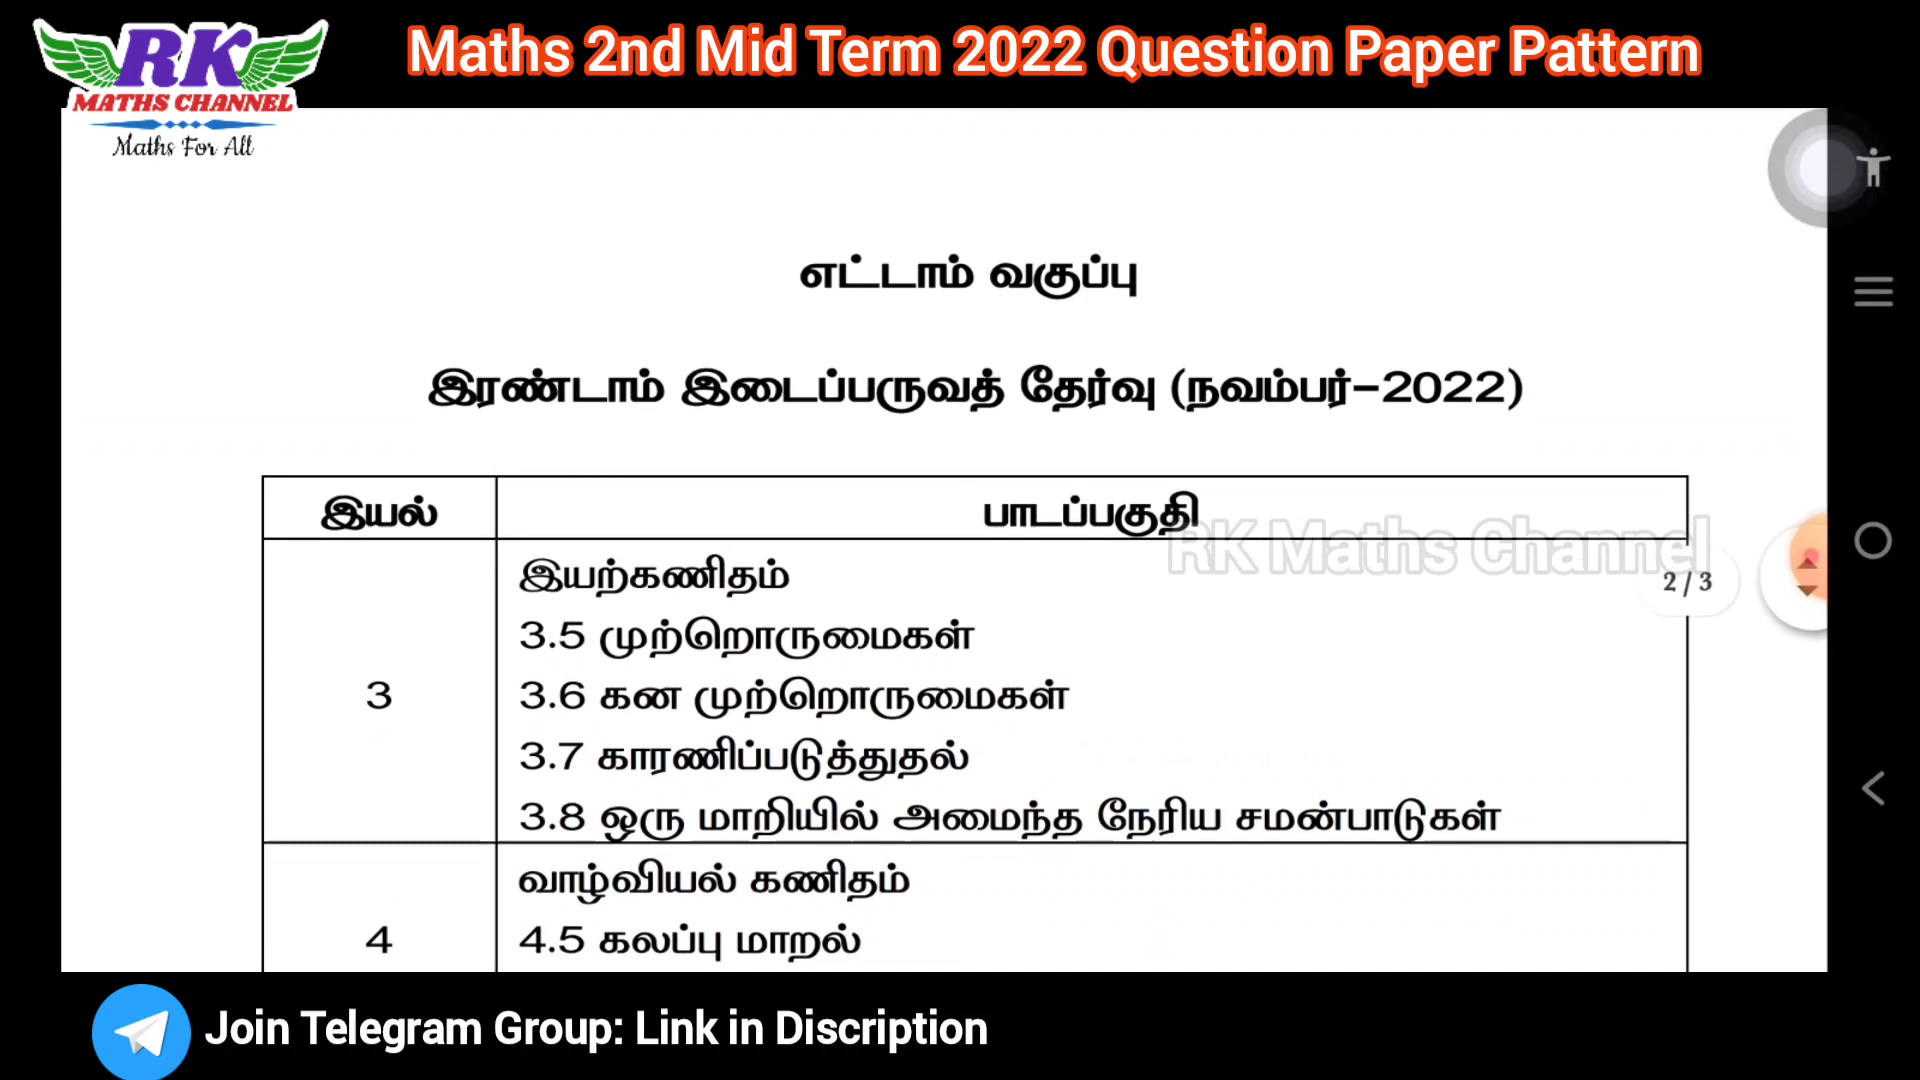 RK
MATHS CHANNEL
Maths For All
Maths 2nd Mid Term 2022 Question Paper Pattern
எட்டாம் வகுப்பு
இரண்டாம் இடைப்பருவத் தேர்வு (நவம்பர்-2022)
இயல் பாடப்பகுதி
RK Maths Channel
2 / 3
இயற்கணிதம்
3.5 முற்றொருமைகள்
3 3.6 கன முற்றொருமைகள்
3.7 காரணிப்படுத்துதல்
3.8 ஒரு மாறியில் அமைந்த நேரிய சமன்பாடுகள்
வாழ்வியல் கணிதம்
4 4.5 கலப்பு மாறல்
Join Telegram Group: Link in Discription